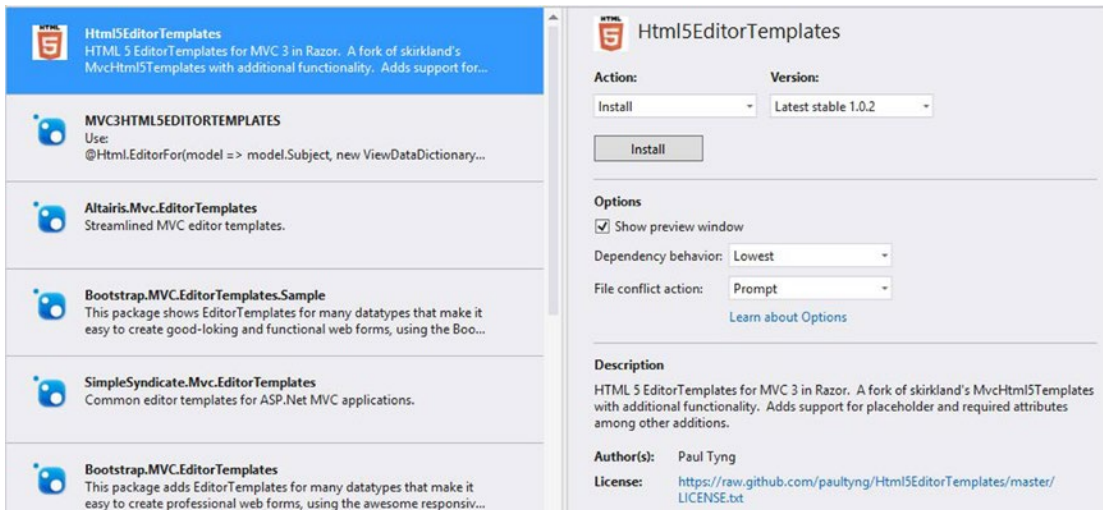 Html5EditorTemplates
HTML 5 EditorTemplates for MVC 3 in Razor. A fork of skirkland's
MvcHtml5Templates with additional functionality. Adds support for...
MVC3HTML5EDITORTEMPLATES
Use:
@Html.EditorFor(model => model.Subject, new ViewDataDictionary...
Altairis.Mvc.EditorTemplates
Streamlined MVC editor templates.
Bootstrap.MVC.EditorTemplates.Sample
This package shows EditorTemplates for many datatypes that make it
easy to create good-loking and functional web forms, using the Boo...
SimpleSyndicate.Mvc.EditorTemplates
Common editor templates for ASP.Net MVC applications.
Bootstrap.MVC.EditorTemplates
This package adds EditorTemplates for many datatypes that make it
easy to create professional web forms, using the awesome responsiv...
HTML
5
Html5EditorTemplates
Action:
Version:
Install
Latest stable 1.0.2
Install
Options
Show preview window
Dependency behavior: Lowest
File conflict action: Prompt
Learn about Options
Description
HTML 5 EditorTemplates for MVC 3 in Razor. A fork of skirkland's MvcHtml5Templates
with additional functionality. Adds support for placeholder and required attributes
among other additions.
Author(s): Paul Tyng
License: https://raw.github.com/paultyng/Html5EditorTemplates/master/
LICENSE.txt